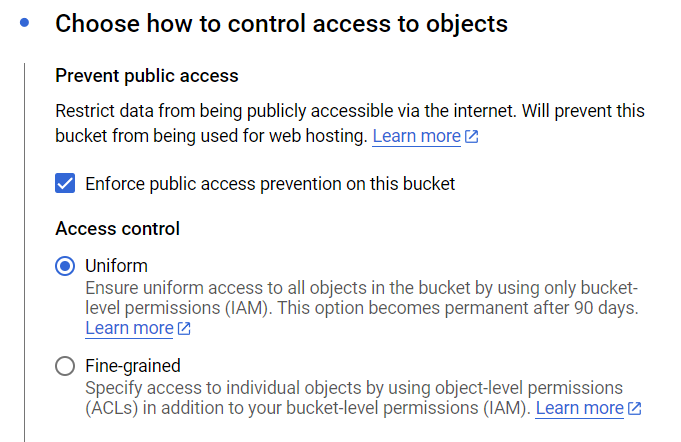 Choose how to control access to objects
Prevent public access
Restrict data from being publicly accessible via the internet. Will prevent this
bucket from being used for web hosting. Learn more
Enforce public access prevention on this bucket
Access control
Uniform
Ensure uniform access to all objects in the bucket by using only bucket-
level permissions (IAM). This option becomes permanent after 90 days.
Learn more
Fine-grained
Specify access to individual objects by using object-level permissions
(ACLs) in addition to your bucket-level permissions (IAM). Learn more